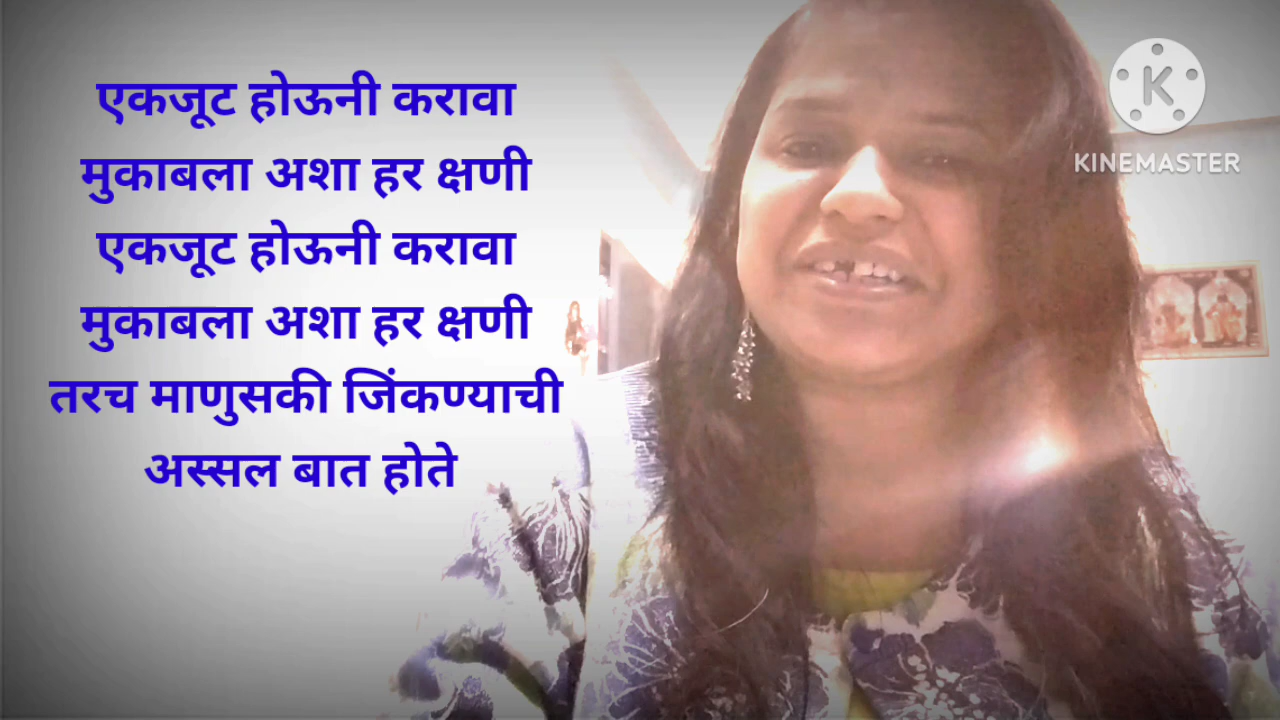 एकजूट होऊनी करावा
मुकाबला अशा हर क्षणी
एकजूट होऊनी करावा
मुकाबला अशा हर क्षणी
तरच माणुसकी जिंकण्याची
अस्सल बात होते
K
KINEMASTER